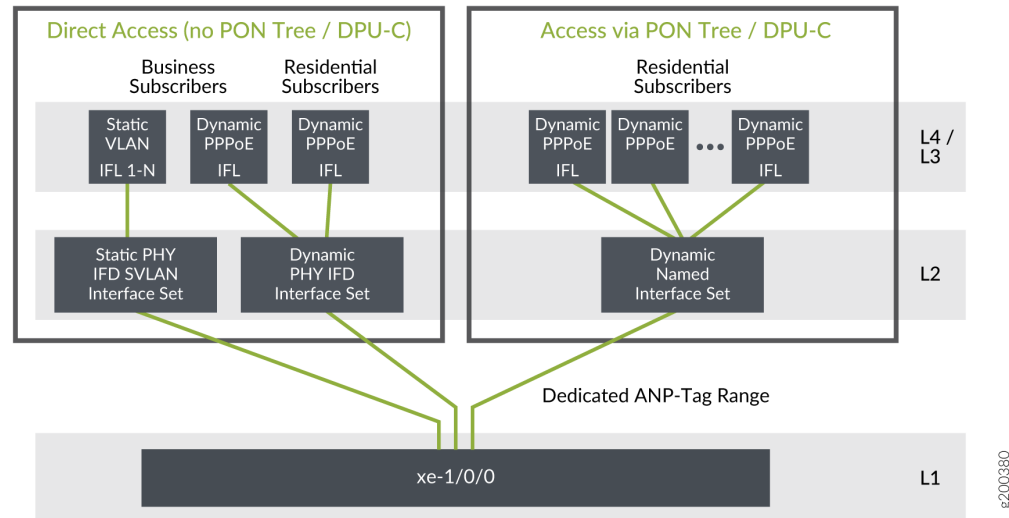 Direct Access (no PON Tree / DPU-C)
Access via PON Tree / DPU-C
Business
Subscribers
Residential
Subscribers
Residential
Subscribers
Static
VLAN
IFL 1-N
Dynamic
PPPoE
IFL
Dynamic
PPPoE
IFL
Dynamic
PPPoE
IFL
Dynamic
PPPoE
•••
Dynamic
PPPoE
IFL
L4 /
L3
Static PHY
IFD SVLAN
Interface Set
Dynamic
PHY IFD
Interface Set
Dynamic
Named
Interface Set
L2
Dedicated ANP-Tag Range
xe-1/0/0
L1
g200380